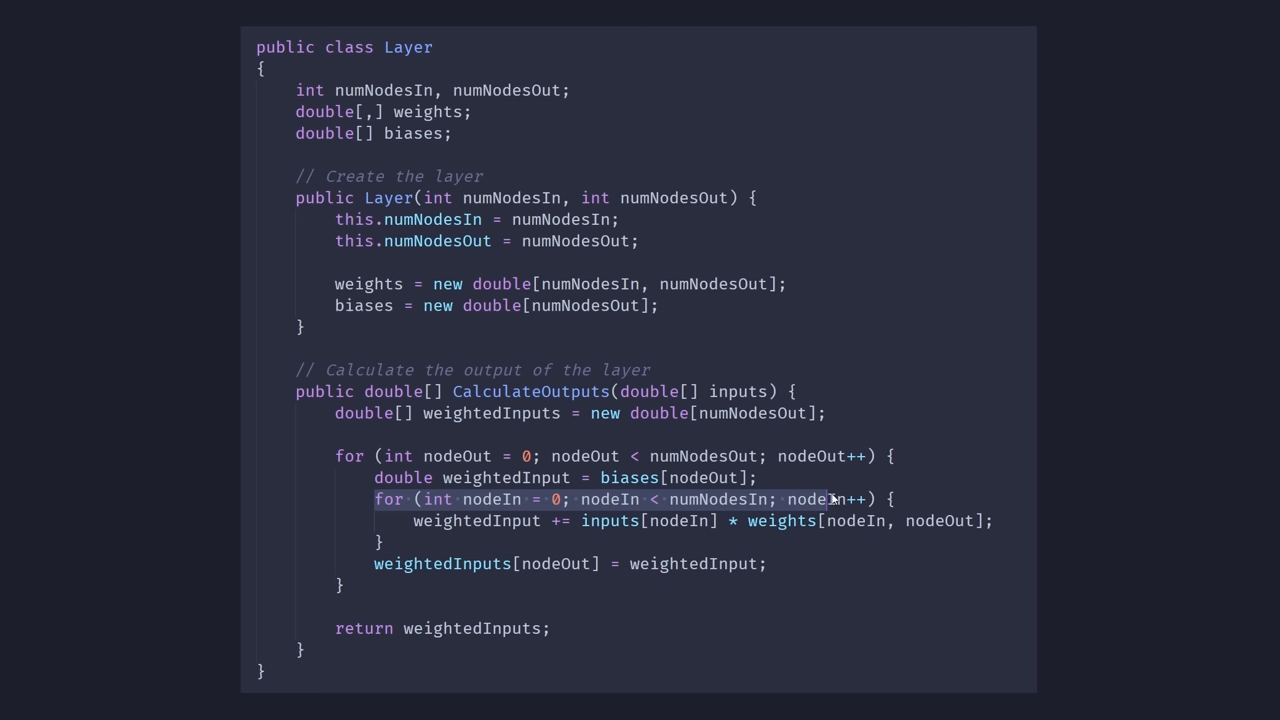 public class Layer
{
    int numNodesIn, numNodesOut;
    double[,] weights;
    double[] biases;

    // Create the layer
    public Layer(int numNodesIn, int numNodesOut) {
        this.numNodesIn = numNodesIn;
        this.numNodesOut = numNodesOut;

        weights = new double[numNodesIn, numNodesOut];
        biases = new double[numNodesOut];
    }

    // Calculate the output of the layer
    public double[] CalculateOutputs(double[] inputs) {
        double[] weightedInputs = new double[numNodesOut];

        for (int nodeOut = 0; nodeOut < numNodesOut; nodeOut++) {
            double weightedInput = biases[nodeOut];
            for (int nodeIn = 0; nodeIn < numNodesIn; nodeIn++) {
                weightedInput += inputs[nodeIn] * weights[nodeIn, nodeOut];
            }
            weightedInputs[nodeOut] = weightedInput;
        }

        return weightedInputs;
    }
}